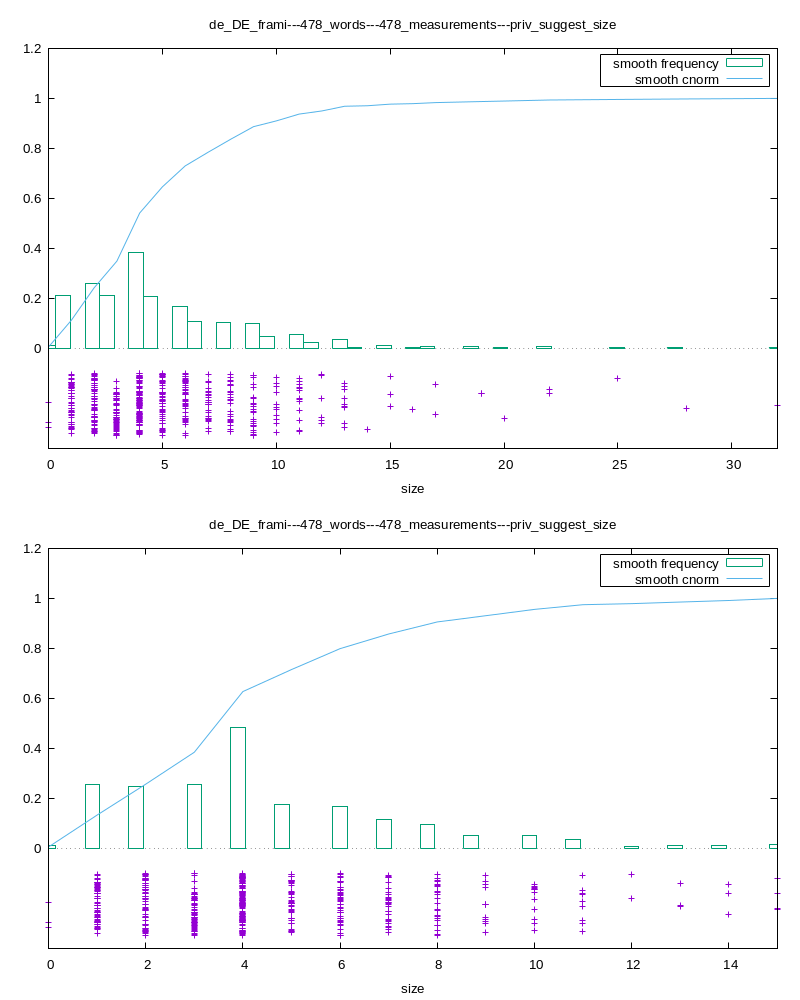 de_DE_frami---478_words---478_measurements---priv_suggest_size
1.2
smooth frequency
smooth cnorm
1
0.8
0.6
0.4
0.2
0
0 5 10 15 20 25 30
size
de_DE_frami---478_words---478_measurements---priv_suggest_size
1.2
smooth frequency
smooth cnorm
1
0.8
0.6
0.4
0.2
0
0 2 4 6 8 10 12 14
size